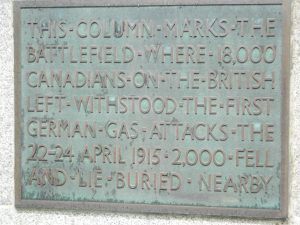 THIS·COLUMN·MARKS·THE
BATTLEFIELD·WHERE·18,000
CANADIANS·ON·THE·BRITISH
LEFT·WITHSTOOD·THE·FIRST
GERMAN·GAS·ATTACKS·THE
22-24·APRIL·1915·2,000·FELL
AND·LIE·BURIED·NEARBY